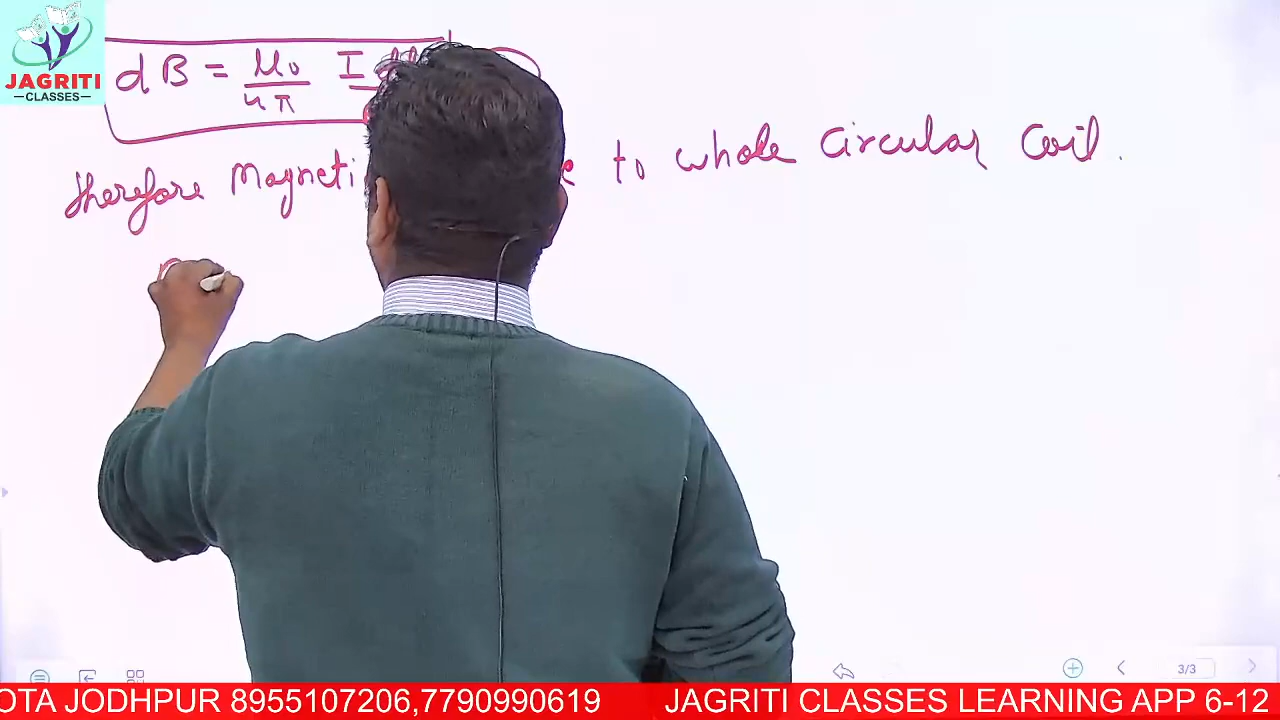 JAGRITI
—CLASSES—
dB = μ0 I
4π
therefore Magneti to whole Circular Coil.
3/3
OTA JODHPUR 8955107206,7790990619 JAGRITI CLASSES LEARNING APP 6-12